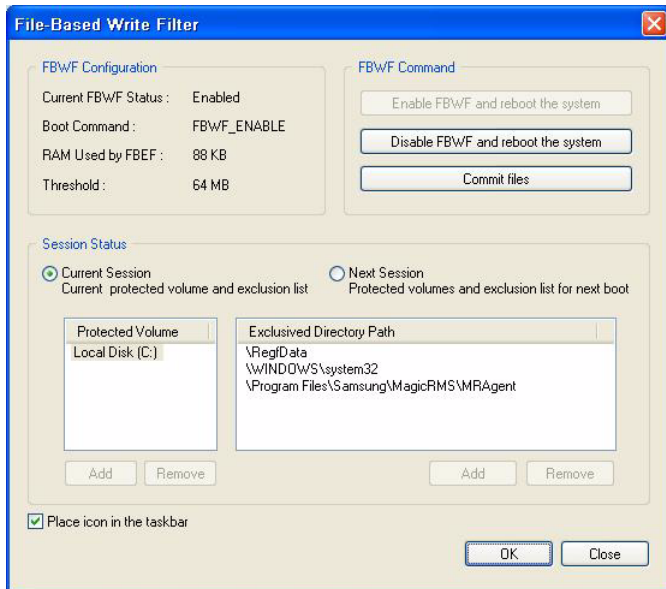 File-Based Write Filter
FBWF Configuration
Current FBWF Status : Enabled
Boot Command : FBWF_ENABLE
RAM Used by FBEF : 88 KB
Threshold : 64 MB
FBWF Command
Enable FBWF and reboot the system
Disable FBWF and reboot the system
Commit files
Session Status
Current Session
Current protected volume and exclusion list
Next Session
Protected volumes and exclusion list for next boot
Protected Volume
Local Disk (C:)
Exclusived Directory Path
\RegfData
\WINDOWS\system32
\Program Files\Samsung\MagicRMS\MRAgent
Add
Remove
Add
Remove
Place icon in the taskbar
OK
Close